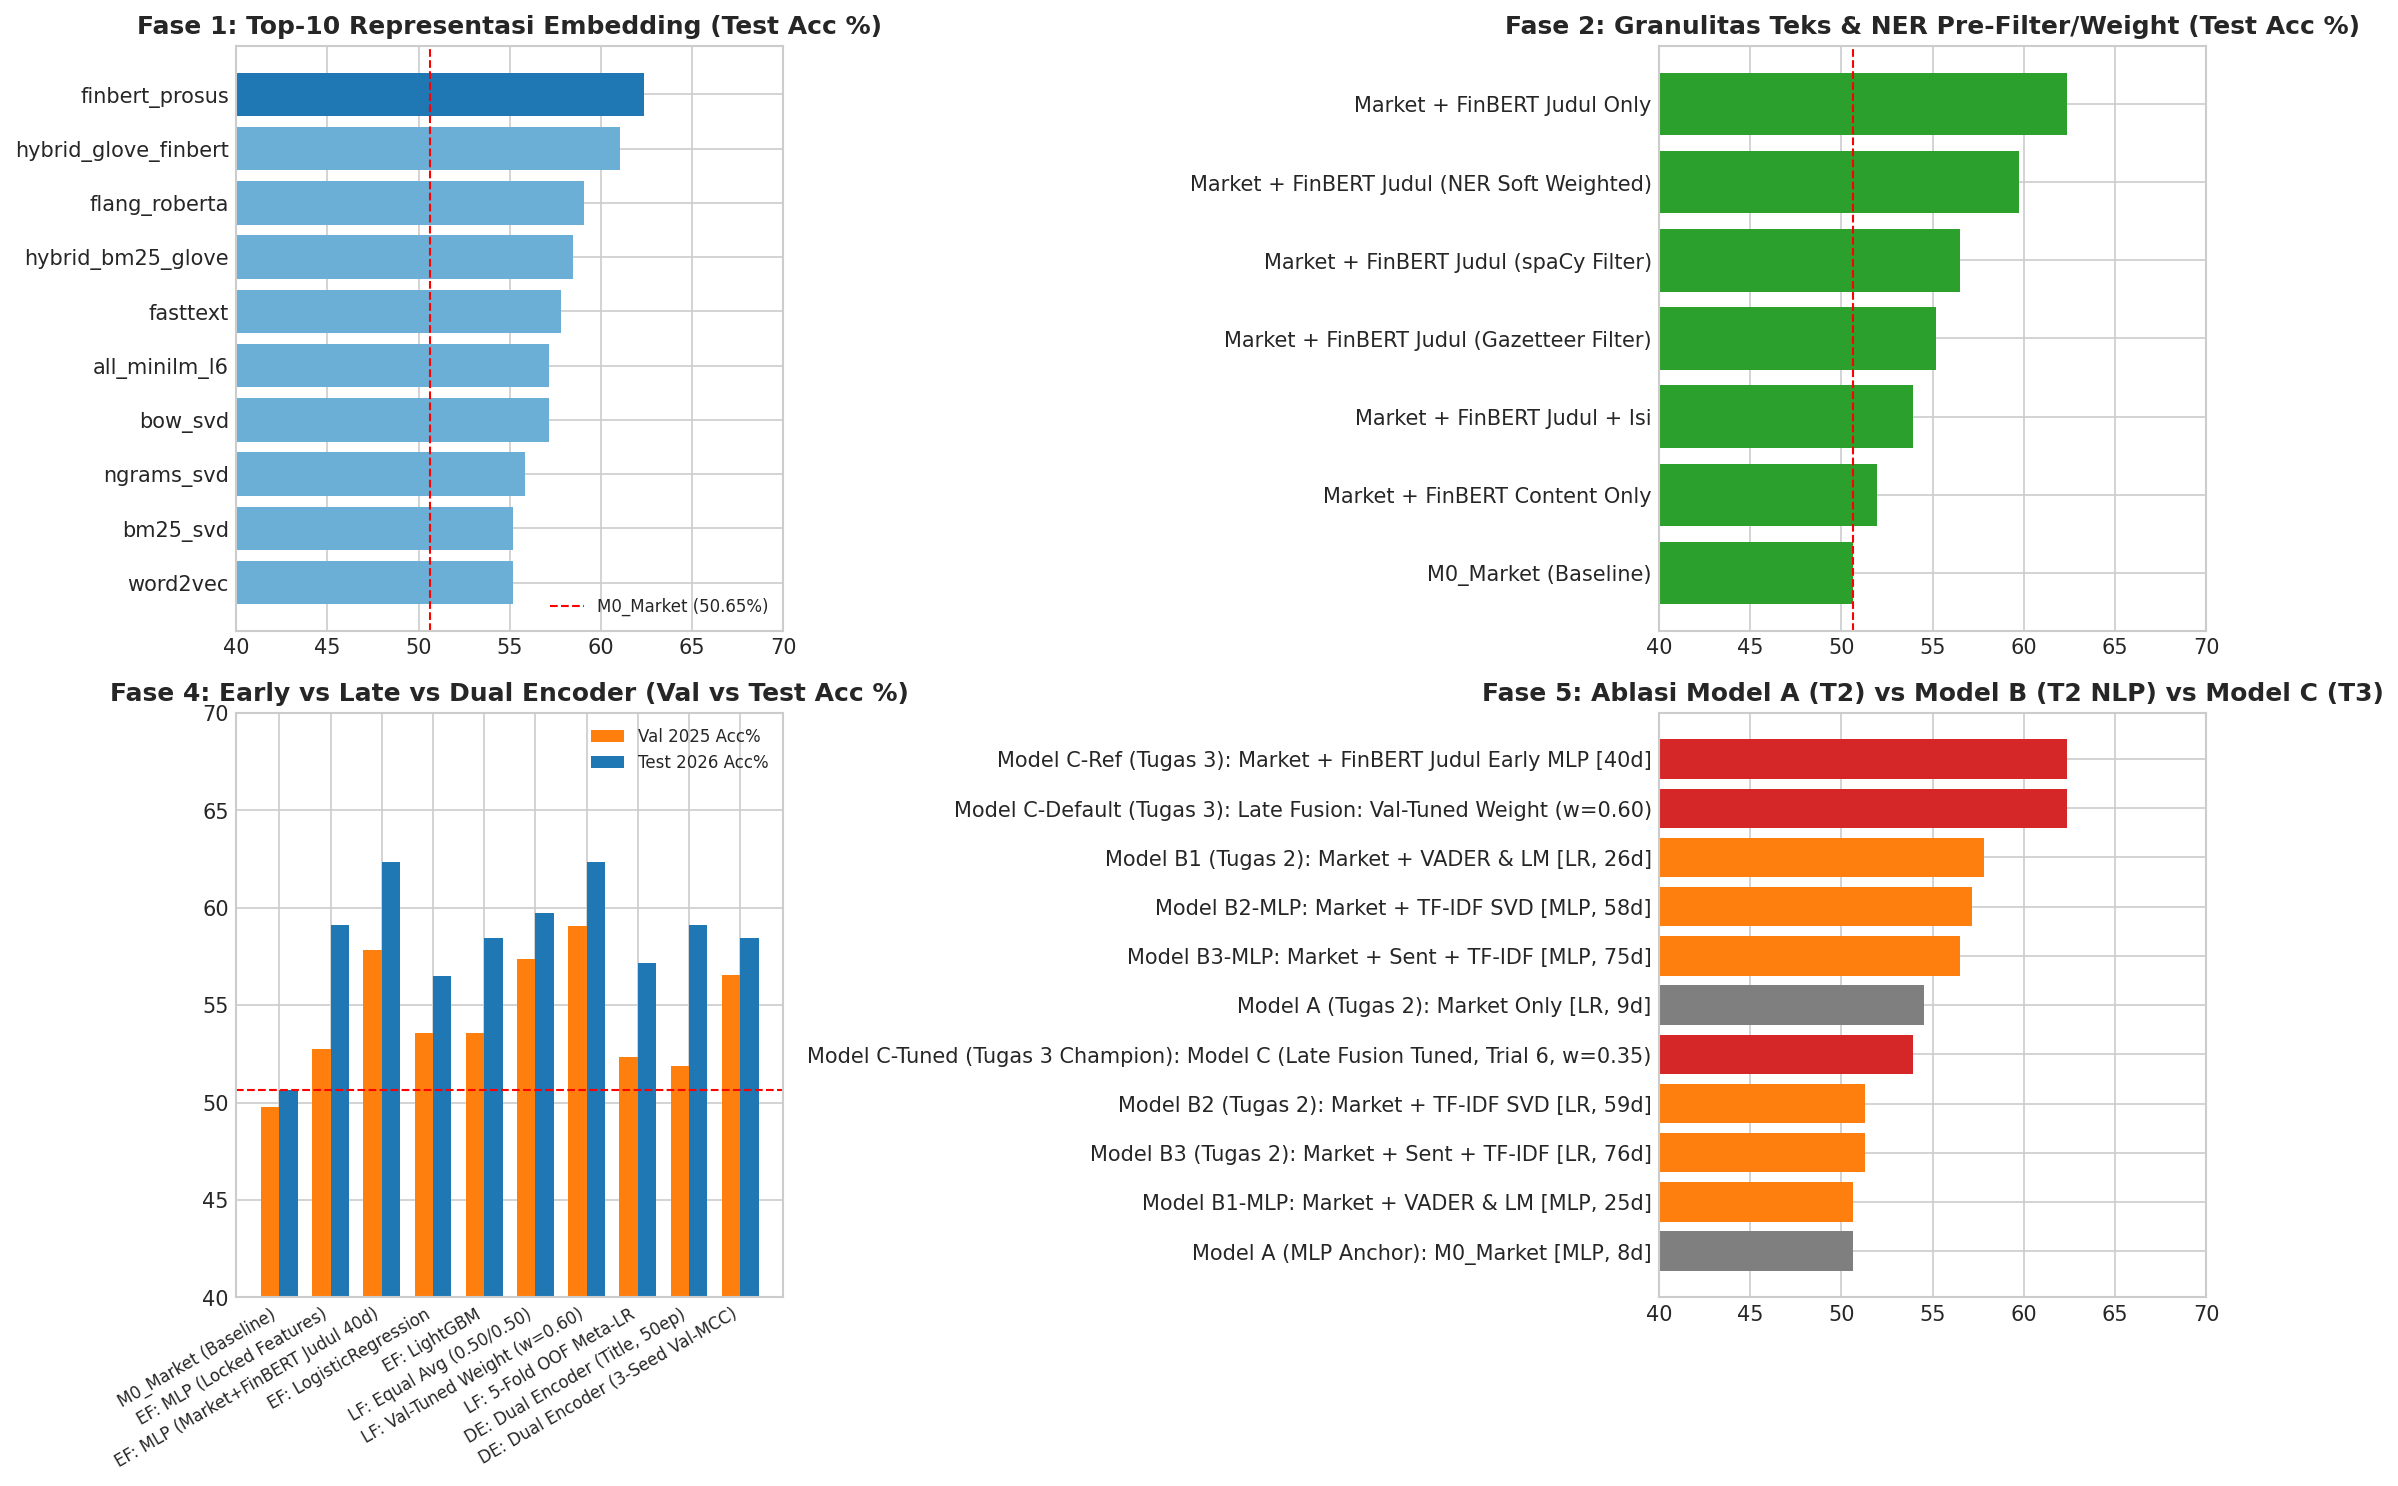 Fase 1: Top-10 Representasi Embedding (Test Acc %)
finbert_prosus
hybrid_glove_finbert
flang_roberta
hybrid_bm25_glove
fasttext
all_minilm_l6
bow_svd
ngrams_svd
bm25_svd
word2vec
M0_Market (50.65%)
40 45 50 55 60 65 70
Fase 2: Granulitas Teks & NER Pre-Filter/Weight (Test Acc %)
Market + FinBERT Judul Only
Market + FinBERT Judul (NER Soft Weighted)
Market + FinBERT Judul (spaCy Filter)
Market + FinBERT Judul (Gazetteer Filter)
Market + FinBERT Judul + Isi
Market + FinBERT Content Only
M0_Market (Baseline)
40 45 50 55 60 65 70
Fase 4: Early vs Late vs Dual Encoder (Val vs Test Acc %)
Val 2025 Acc%
Test 2026 Acc%
70
65
60
55
50
45
40
M0_Market (Baseline)
EF: MLP (Locked Features)
EF: MLP (Market+FinBERT Judul 40d)
EF: LogisticRegression
EF: LightGBM
LF: Equal Avg (0.50/0.50)
LF: Val-Tuned Weight (w=0.60)
LF: 5-Fold OOF Meta-LR
DE: Dual Encoder (Title, 50ep)
DE: Dual Encoder (3-Seed Val-MCC)
Fase 5: Ablasi Model A (T2) vs Model B (T2 NLP) vs Model C (T3)
Model C-Ref (Tugas 3): Market + FinBERT Judul Early MLP [40d]
Model C-Default (Tugas 3): Late Fusion: Val-Tuned Weight (w=0.60)
Model B1 (Tugas 2): Market + VADER & LM [LR, 26d]
Model B2-MLP: Market + TF-IDF SVD [MLP, 58d]
Model B3-MLP: Market + Sent + TF-IDF [MLP, 75d]
Model A (Tugas 2): Market Only [LR, 9d]
Model C-Tuned (Tugas 3 Champion): Model C (Late Fusion Tuned, Trial 6, w=0.35)
Model B2 (Tugas 2): Market + TF-IDF SVD [LR, 59d]
Model B3 (Tugas 2): Market + Sent + TF-IDF [LR, 76d]
Model B1-MLP: Market + VADER & LM [MLP, 25d]
Model A (MLP Anchor): M0_Market [MLP, 8d]
40 45 50 55 60 65 70